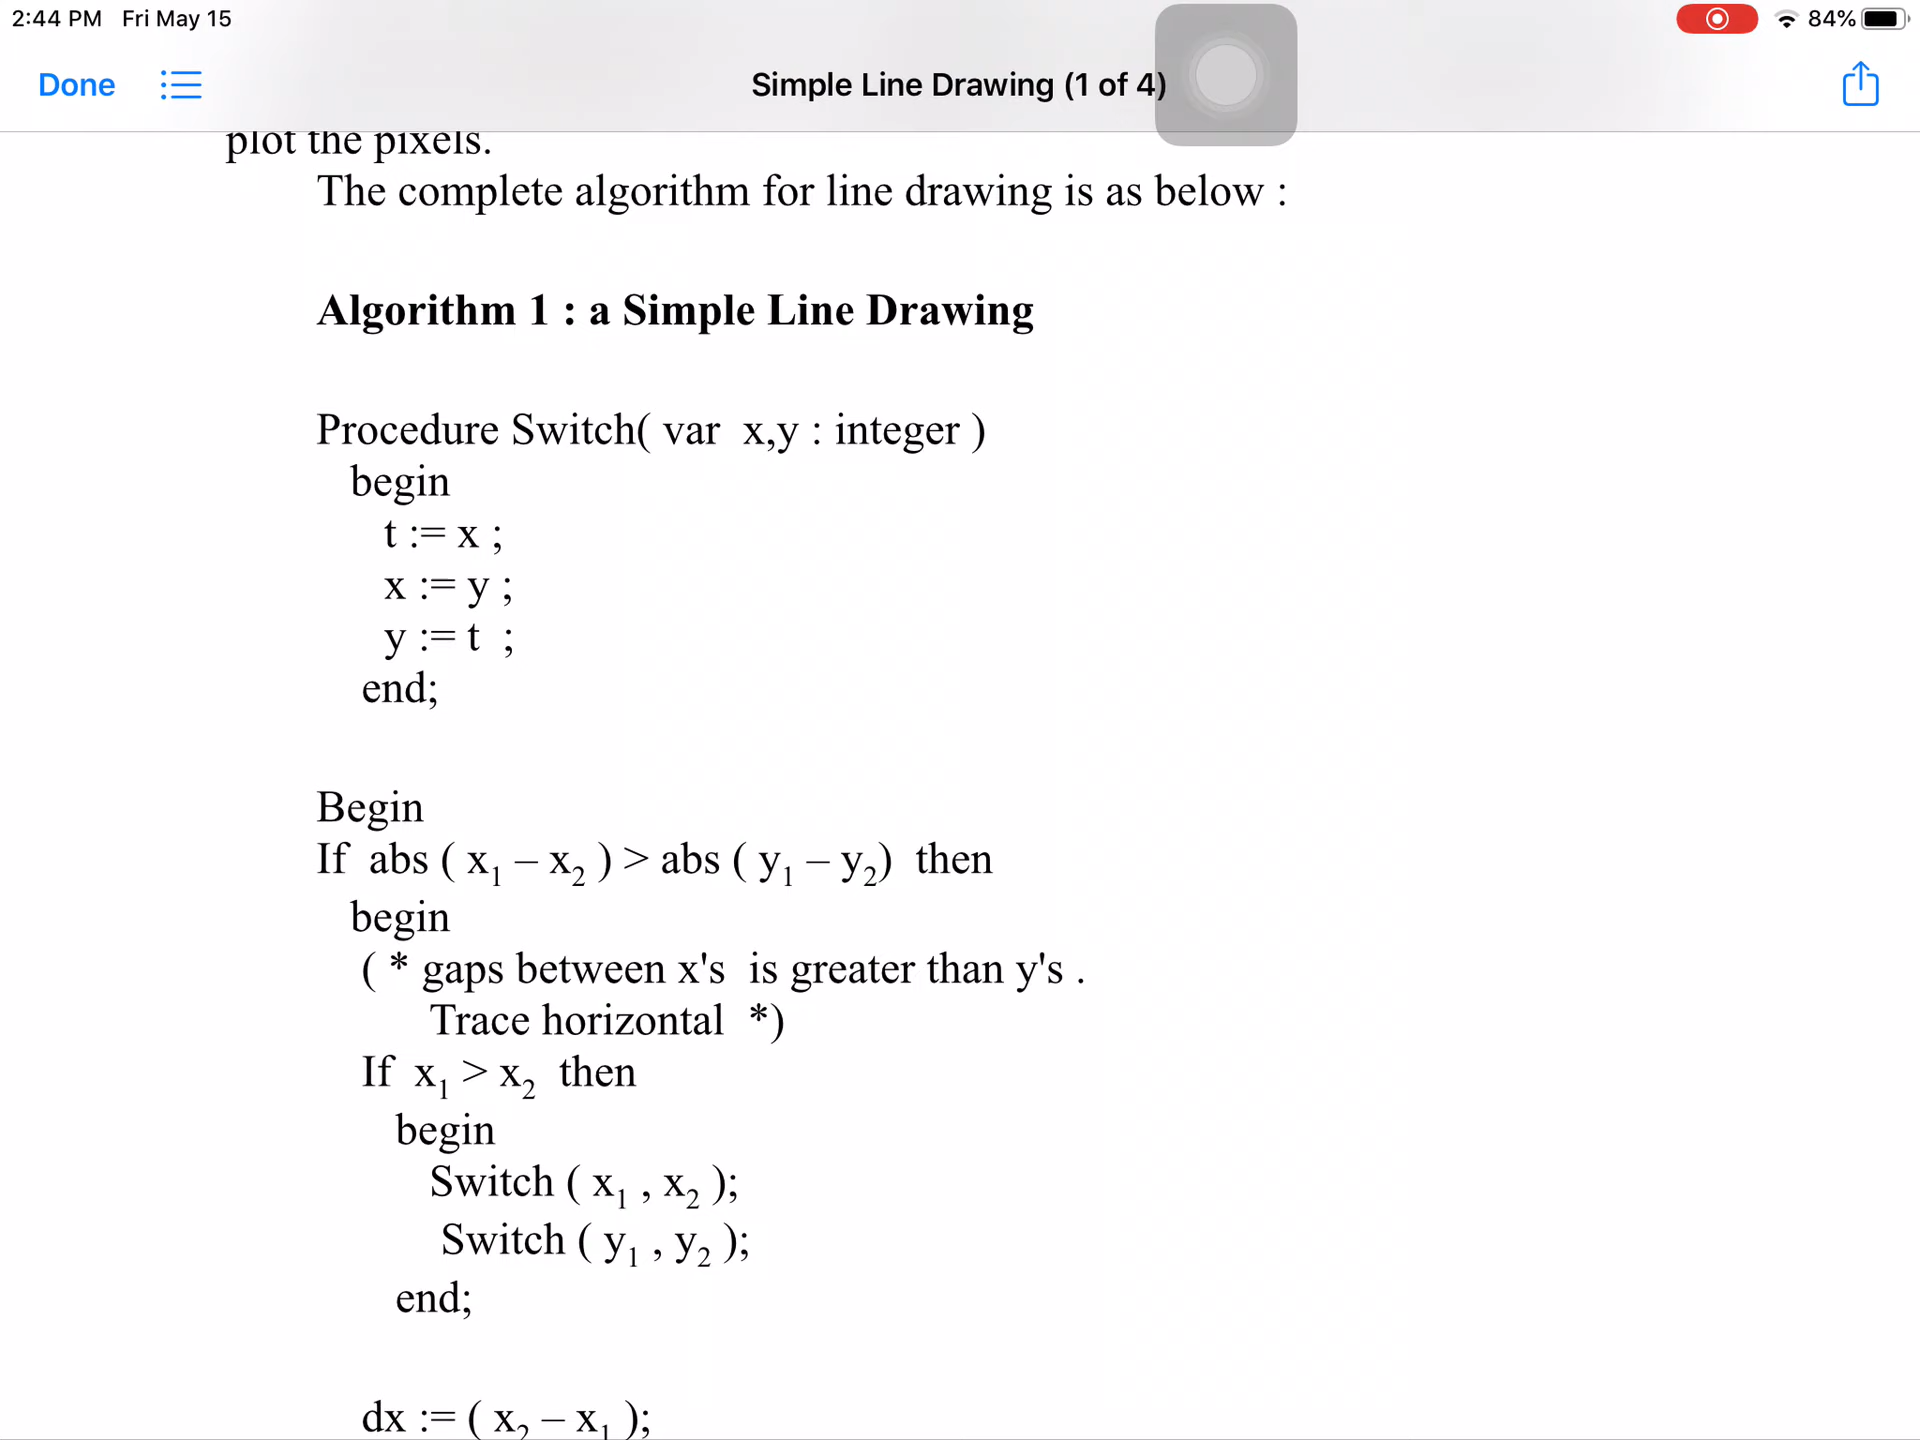 2:44 PM Fri May 15
84%
Done
Simple Line Drawing (1 of 4)
plot the pixels.
The complete algorithm for line drawing is as below :
Algorithm 1 : a Simple Line Drawing
Procedure Switch( var x,y : integer )
begin
t := x ;
x := y ;
y := t ;
end;
Begin
If abs ( x₁ – x₂ ) > abs ( y₁ – y₂) then
begin
( * gaps between x's is greater than y's .
Trace horizontal *)
If x₁ > x₂ then
begin
Switch ( x₁ , x₂ );
Switch ( y₁ , y₂ );
end;
dx := ( x₂ – x₁ );